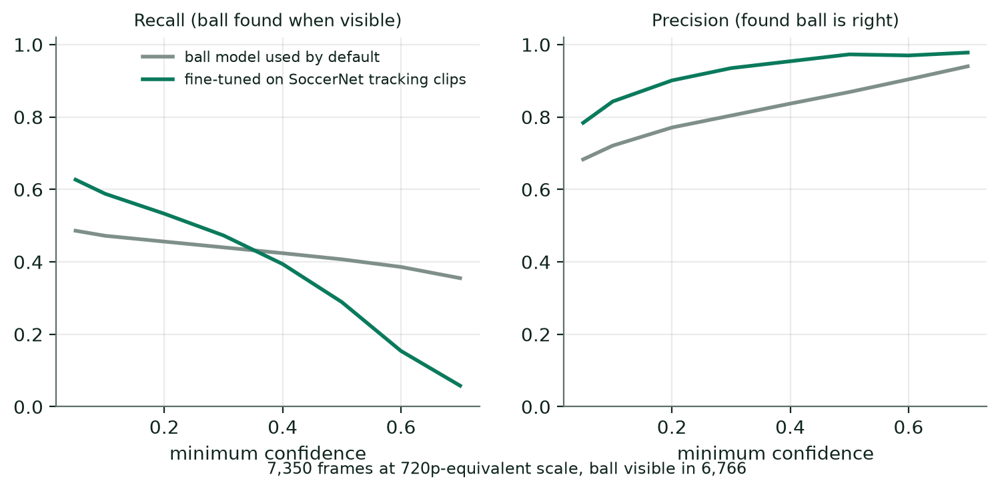 Recall (ball found when visible)
1.0
0.8
0.6
0.4
0.2
0.0
ball model used by default
fine-tuned on SoccerNet tracking clips
0.2 0.4 0.6
minimum confidence
Precision (found ball is right)
1.0
0.8
0.6
0.4
0.2
0.0
0.2 0.4 0.6
minimum confidence
7,350 frames at 720p-equivalent scale, ball visible in 6,766